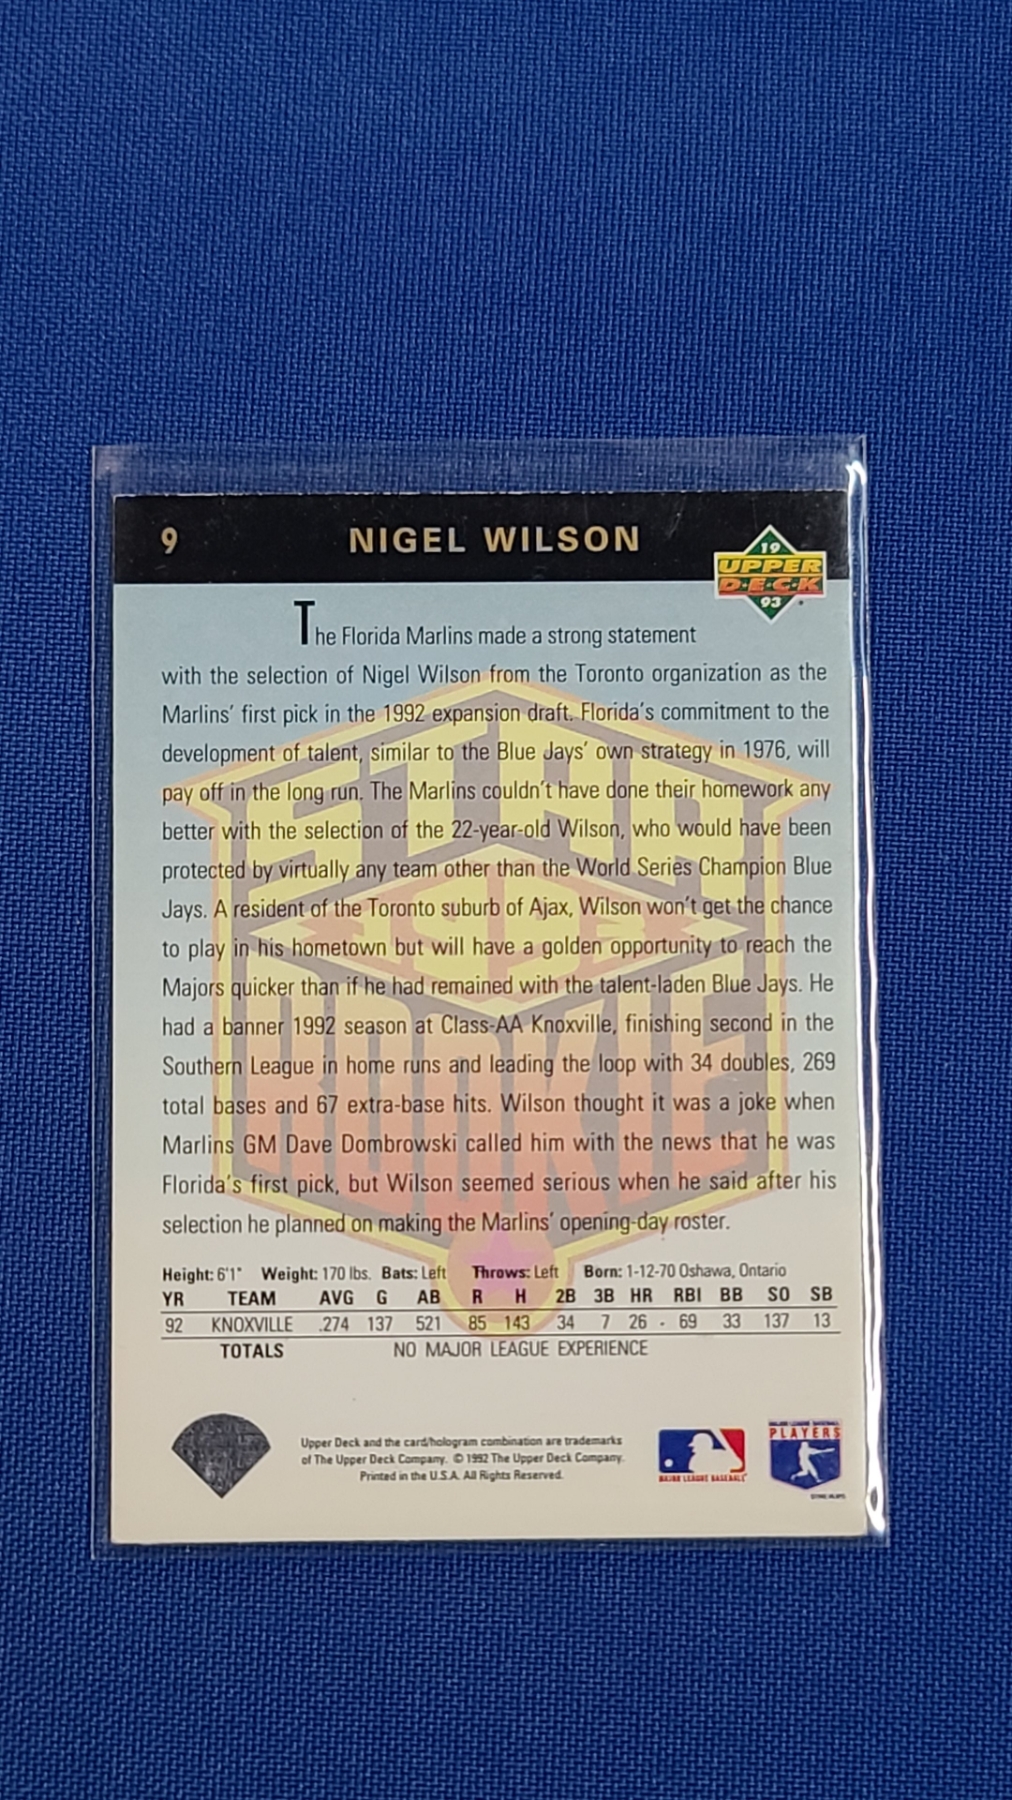 9 NIGEL WILSON
19
UPPER
D·E·C·K
93
The Florida Marlins made a strong statement
with the selection of Nigel Wilson from the Toronto organization as the
Marlins' first pick in the 1992 expansion draft. Florida's commitment to the
development of talent, similar to the Blue Jays' own strategy in 1976, will
pay off in the long run. The Marlins couldn't have done their homework any
better with the selection of the 22-year-old Wilson, who would have been
protected by virtually any team other than the World Series Champion Blue
Jays. A resident of the Toronto suburb of Ajax, Wilson won't get the chance
to play in his hometown but will have a golden opportunity to reach the
Majors quicker than if he had remained with the talent-laden Blue Jays. He
had a banner 1992 season at Class-AA Knoxville, finishing second in the
Southern League in home runs and leading the loop with 34 doubles, 269
total bases and 67 extra-base hits. Wilson thought it was a joke when
Marlins GM Dave Dombrowski called him with the news that he was
Florida's first pick, but Wilson seemed serious when he said after his
selection he planned on making the Marlins' opening-day roster.
STAR
1993
ROOKIE
Height: 6'1" Weight: 170 lbs. Bats: Left Throws: Left Born: 1-12-70 Oshawa, Ontario
YR TEAM AVG G AB R H 2B 3B HR RBI BB SO SB
92 KNOXVILLE .274 137 521 85 143 34 7 26 69 33 137 13
TOTALS NO MAJOR LEAGUE EXPERIENCE
Upper Deck and the card/hologram combination are trademarks
of The Upper Deck Company. © 1992 The Upper Deck Company.
Printed in the U.S.A. All Rights Reserved.
MAJOR LEAGUE BASEBALL
MAJOR LEAGUE BASEBALL
PLAYERS